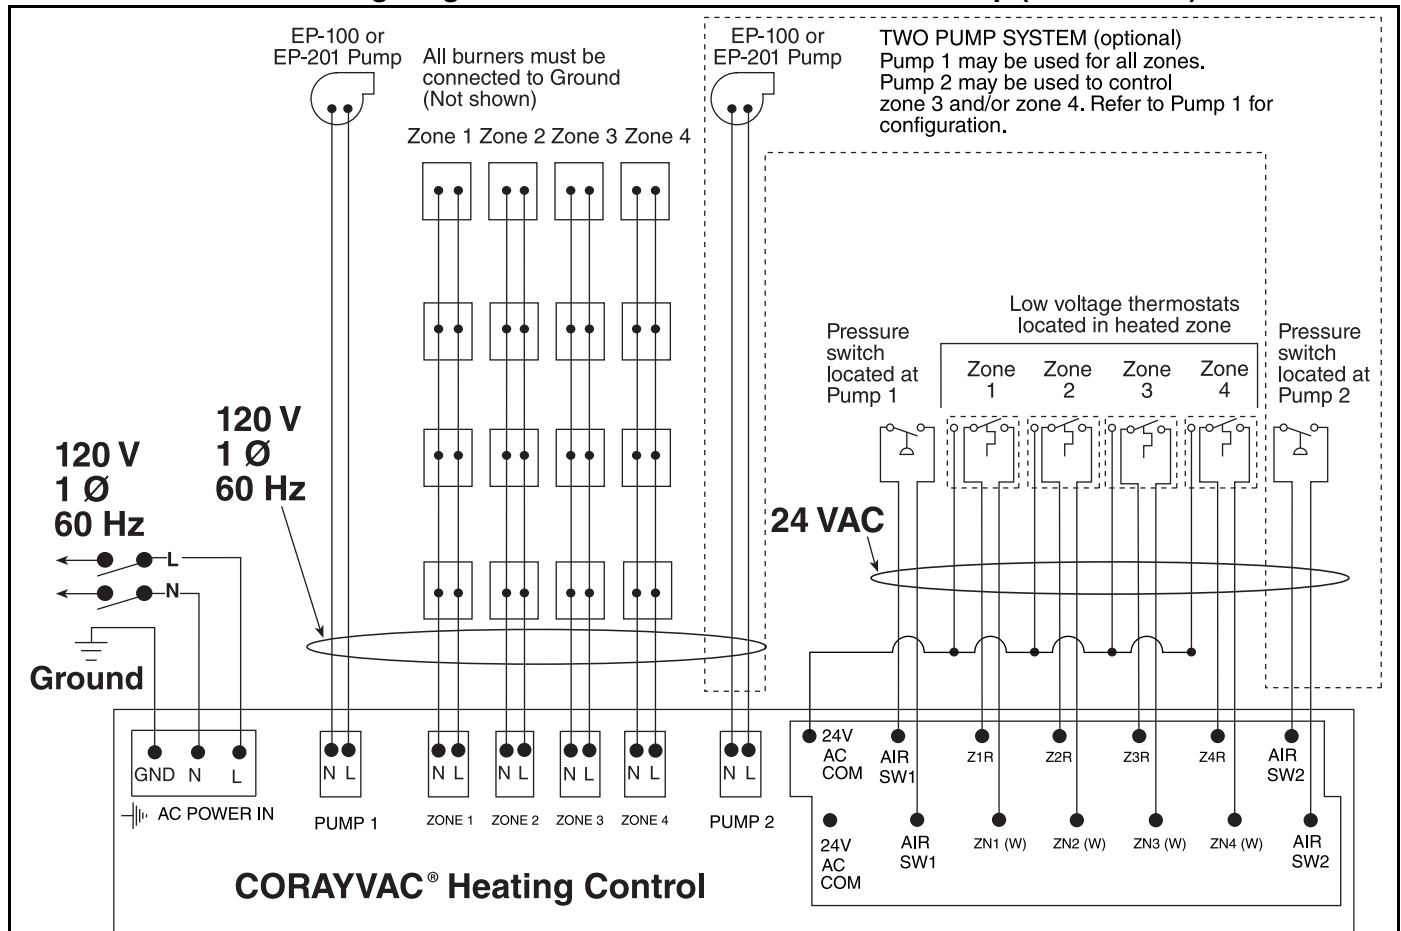 EP-100 or
EP-201 Pump
All burners must be
connected to Ground
(Not shown)
Zone 1 Zone 2 Zone 3 Zone 4
EP-100 or
EP-201 Pump
TWO PUMP SYSTEM (optional)
Pump 1 may be used for all zones.
Pump 2 may be used to control
zone 3 and/or zone 4. Refer to Pump 1 for
configuration.
Low voltage thermostats
located in heated zone
Pressure
switch
located at
Pump 1
Zone
1
Zone
2
Zone
3
Zone
4
Pressure
switch
located at
Pump 2
120 V
1 Ø
60 Hz
120 V
1 Ø
60 Hz
24 VAC
L
N
Ground
GND N L
AC POWER IN
N L
PUMP 1
N L
ZONE 1
N L
ZONE 2
N L
ZONE 3
N L
ZONE 4
N L
PUMP 2
24V
AC
COM
AIR
SW1
Z1R
Z2R
Z3R
Z4R
AIR
SW2
24V
AC
COM
AIR
SW1
ZN1 (W)
ZN2 (W)
ZN3 (W)
ZN4 (W)
AIR
SW2
CORAYVAC® Heating Control